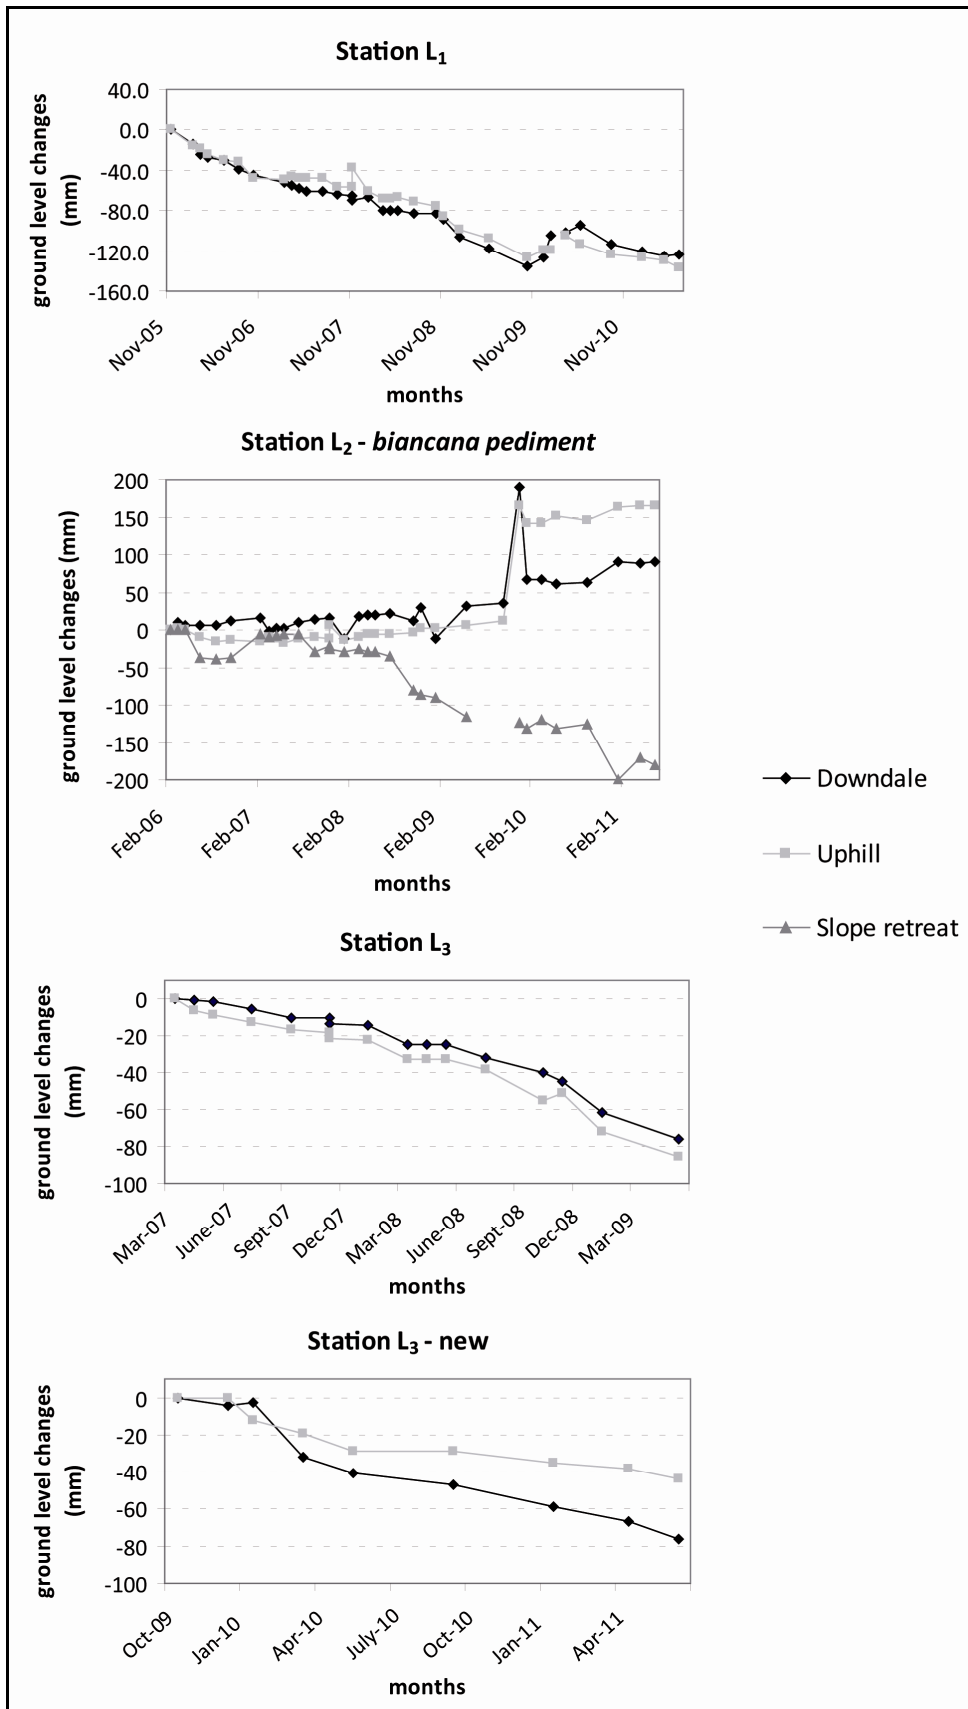 Station L₁
ground level changes
(mm)
40.0
0.0
-40.0
-80.0
-120.0
-160.0
Nov-05
Nov-06
Nov-07
Nov-08
Nov-09
Nov-10
months
Station L₂ - biancana pediment
ground level changes (mm)
200
150
100
50
0
-50
-100
-150
-200
Feb-06
Feb-07
Feb-08
Feb-09
Feb-10
Feb-11
months
Downdale
Uphill
Slope retreat
Station L₃
ground level changes
(mm)
0
-20
-40
-60
-80
-100
Mar-07
June-07
Sept-07
Dec-07
Mar-08
June-08
Sept-08
Dec-08
Mar-09
months
Station L₃ - new
ground level changes
(mm)
0
-20
-40
-60
-80
-100
Oct-09
Jan-10
Apr-10
July-10
Oct-10
Jan-11
Apr-11
months